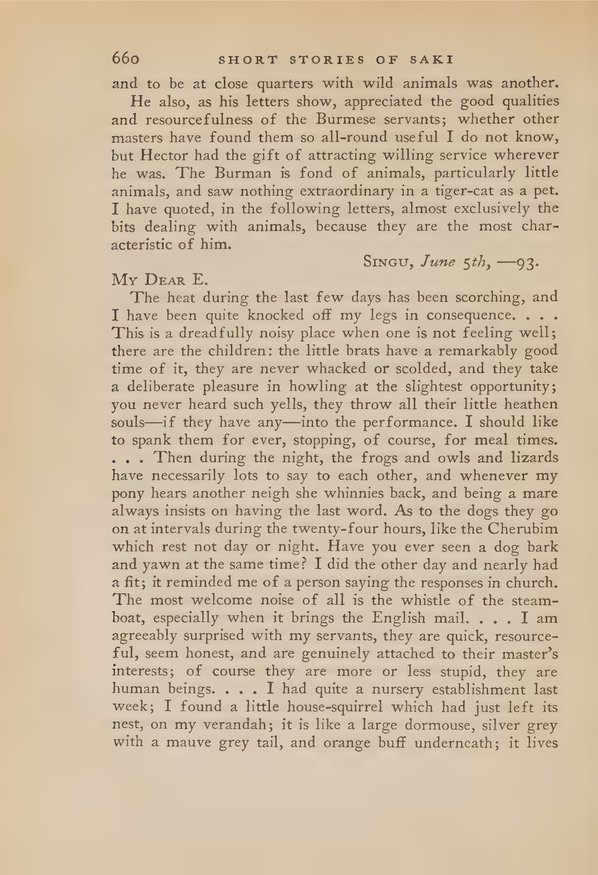 660 SHORT STORIES OF SAKI
and to be at close quarters with wild animals was another.
He also, as his letters show, appreciated the good qualities
and resourcefulness of the Burmese servants; whether other
masters have found them so all-round useful I do not know,
but Hector had the gift of attracting willing service wherever
he was. The Burman is fond of animals, particularly little
animals, and saw nothing extraordinary in a tiger-cat as a pet.
I have quoted, in the following letters, almost exclusively the
bits dealing with animals, because they are the most char-
acteristic of him.
Singu, June 5th, —93.
My Dear E.
The heat during the last few days has been scorching, and
I have been quite knocked off my legs in consequence. . . .
This is a dreadfully noisy place when one is not feeling well;
there are the children: the little brats have a remarkably good
time of it, they are never whacked or scolded, and they take
a deliberate pleasure in howling at the slightest opportunity;
you never heard such yells, they throw all their little heathen
souls—if they have any—into the performance. I should like
to spank them for ever, stopping, of course, for meal times.
. . . Then during the night, the frogs and owls and lizards
have necessarily lots to say to each other, and whenever my
pony hears another neigh she whinnies back, and being a mare
always insists on having the last word. As to the dogs they go
on at intervals during the twenty-four hours, like the Cherubim
which rest not day or night. Have you ever seen a dog bark
and yawn at the same time? I did the other day and nearly had
a fit; it reminded me of a person saying the responses in church.
The most welcome noise of all is the whistle of the steam-
boat, especially when it brings the English mail. . . . I am
agreeably surprised with my servants, they are quick, resource-
ful, seem honest, and are genuinely attached to their master's
interests; of course they are more or less stupid, they are
human beings. . . . I had quite a nursery establishment last
week; I found a little house-squirrel which had just left its
nest, on my verandah; it is like a large dormouse, silver grey
with a mauve grey tail, and orange buff underneath; it lives